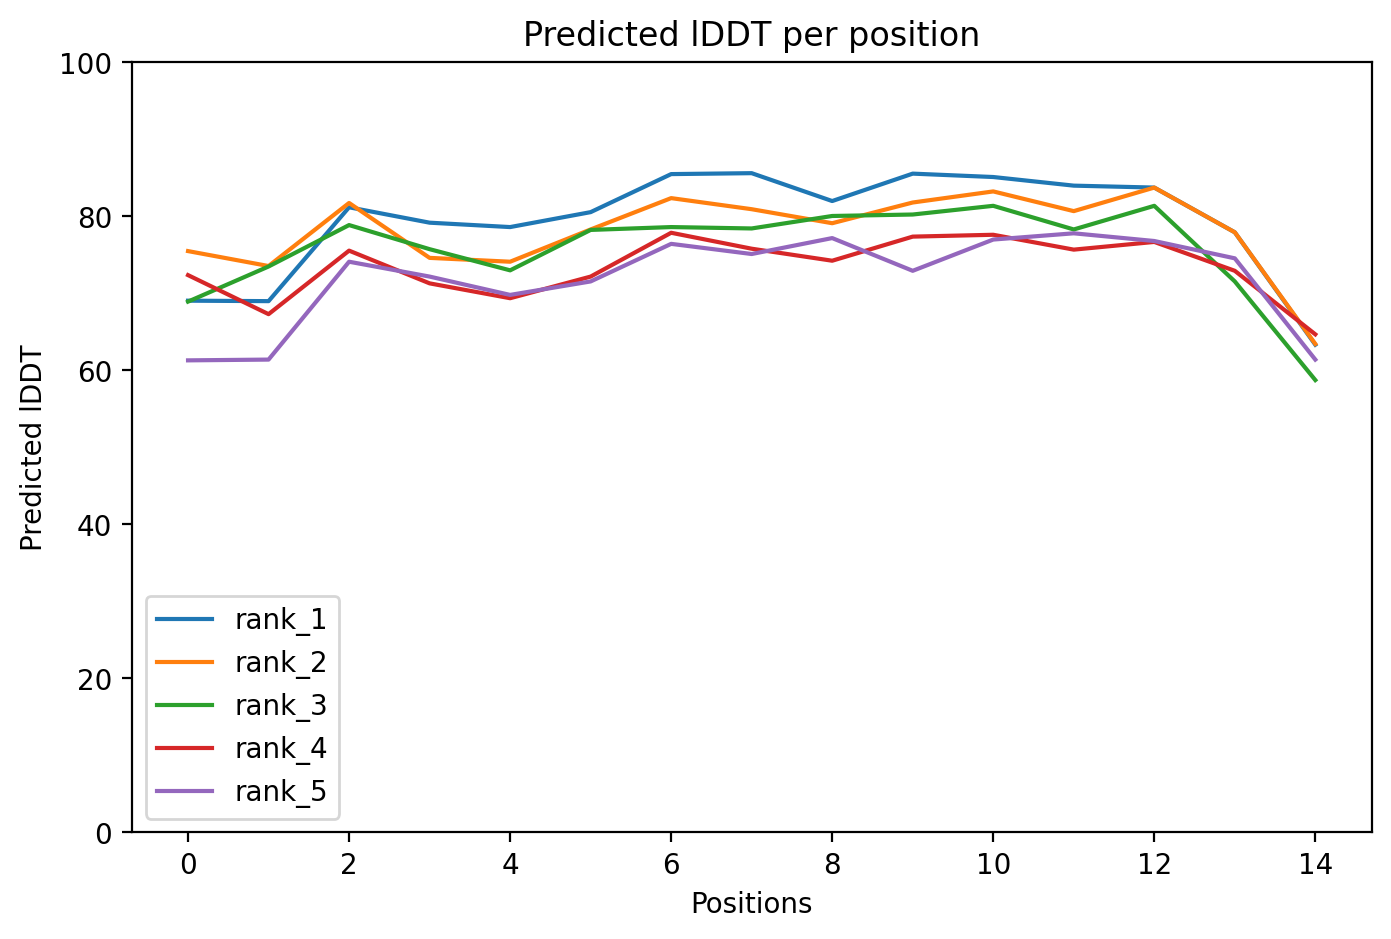 Predicted lDDT per position
100
80
60
40
20
0
Predicted lDDT
rank_1
rank_2
rank_3
rank_4
rank_5
0 2 4 6 8 10 12 14
Positions